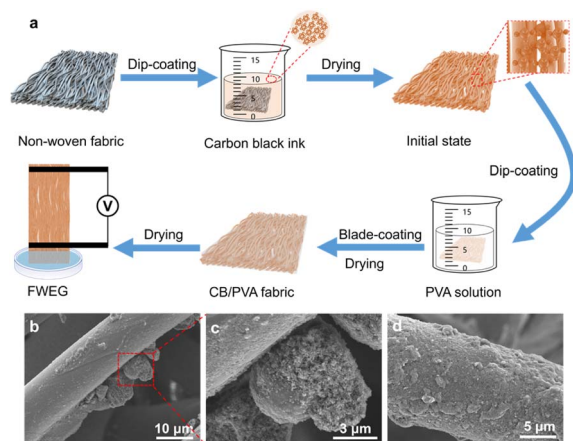 a
Dip-coating
Drying
15
10
5
0
Non-woven fabric
Carbon black ink
Initial state
Dip-coating
V
Drying
Blade-coating
Drying
15
10
5
0
FWEG
CB/PVA fabric
PVA solution
b
10 µm
c
3 µm
d
5 µm